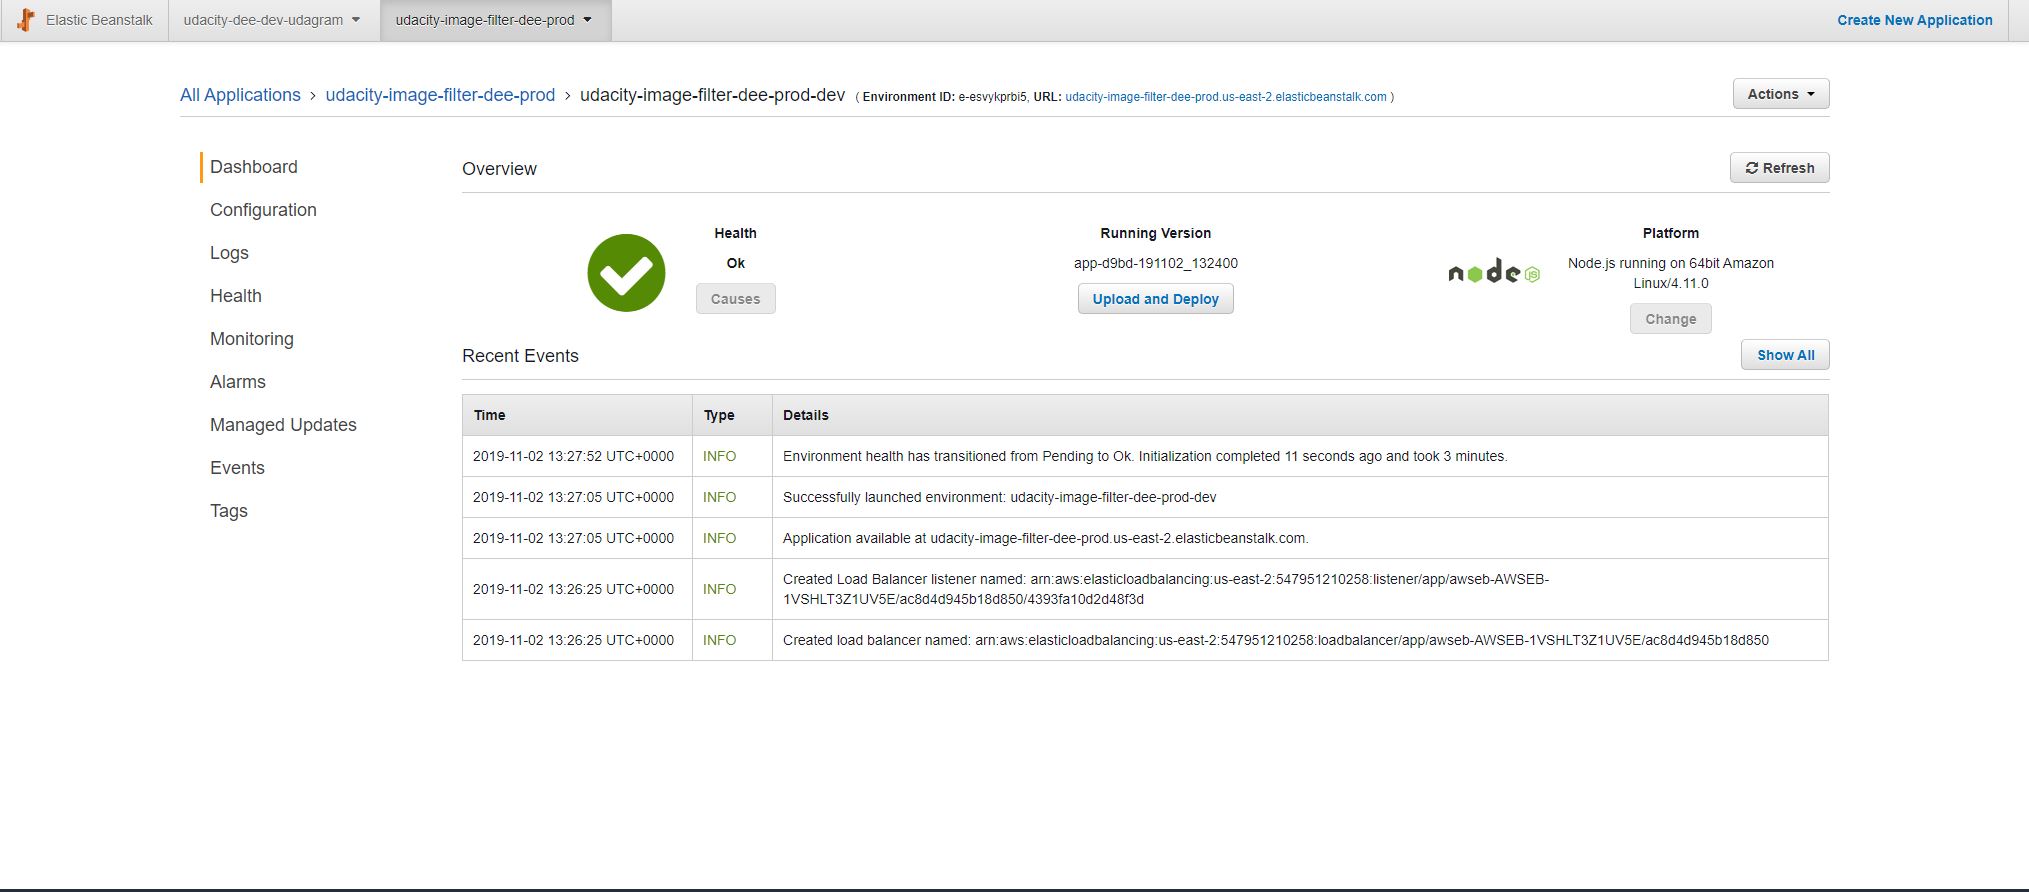 Elastic Beanstalk udacity-dee-dev-udagram udacity-image-filter-dee-prod Create New Application
All Applications › udacity-image-filter-dee-prod › udacity-image-filter-dee-prod-dev ( Environment ID: e-esvykprbi5, URL: udacity-image-filter-dee-prod.us-east-2.elasticbeanstalk.com ) Actions
Dashboard
Configuration
Logs
Health
Monitoring
Alarms
Managed Updates
Events
Tags
Overview Refresh
Health
Ok
Causes
Running Version
app-d9bd-191102_132400
Upload and Deploy
node JS
Platform
Node.js running on 64bit Amazon
Linux/4.11.0
Change
Recent Events Show All
Time Type Details
2019-11-02 13:27:52 UTC+0000 INFO Environment health has transitioned from Pending to Ok. Initialization completed 11 seconds ago and took 3 minutes.
2019-11-02 13:27:05 UTC+0000 INFO Successfully launched environment: udacity-image-filter-dee-prod-dev
2019-11-02 13:27:05 UTC+0000 INFO Application available at udacity-image-filter-dee-prod.us-east-2.elasticbeanstalk.com.
2019-11-02 13:26:25 UTC+0000 INFO Created Load Balancer listener named: arn:aws:elasticloadbalancing:us-east-2:547951210258:listener/app/awseb-AWSEB-
1VSHLT3Z1UV5E/ac8d4d945b18d850/4393fa10d2d48f3d
2019-11-02 13:26:25 UTC+0000 INFO Created load balancer named: arn:aws:elasticloadbalancing:us-east-2:547951210258:loadbalancer/app/awseb-AWSEB-1VSHLT3Z1UV5E/ac8d4d945b18d850